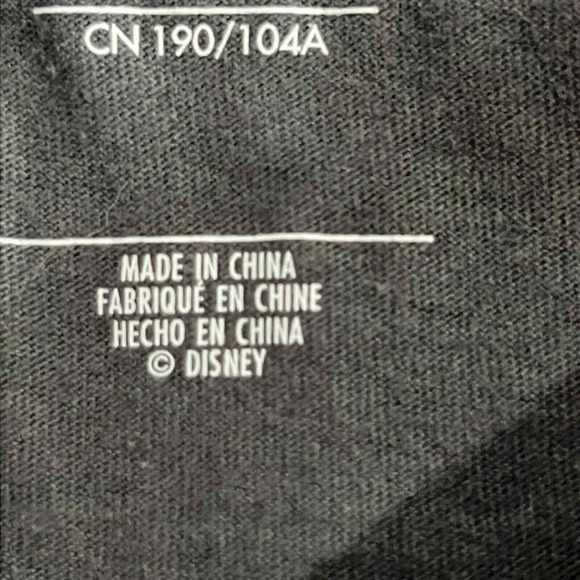 CN 190/104A
MADE IN CHINA
FABRIQUÉ EN CHINE
HECHO EN CHINA
© DISNEY